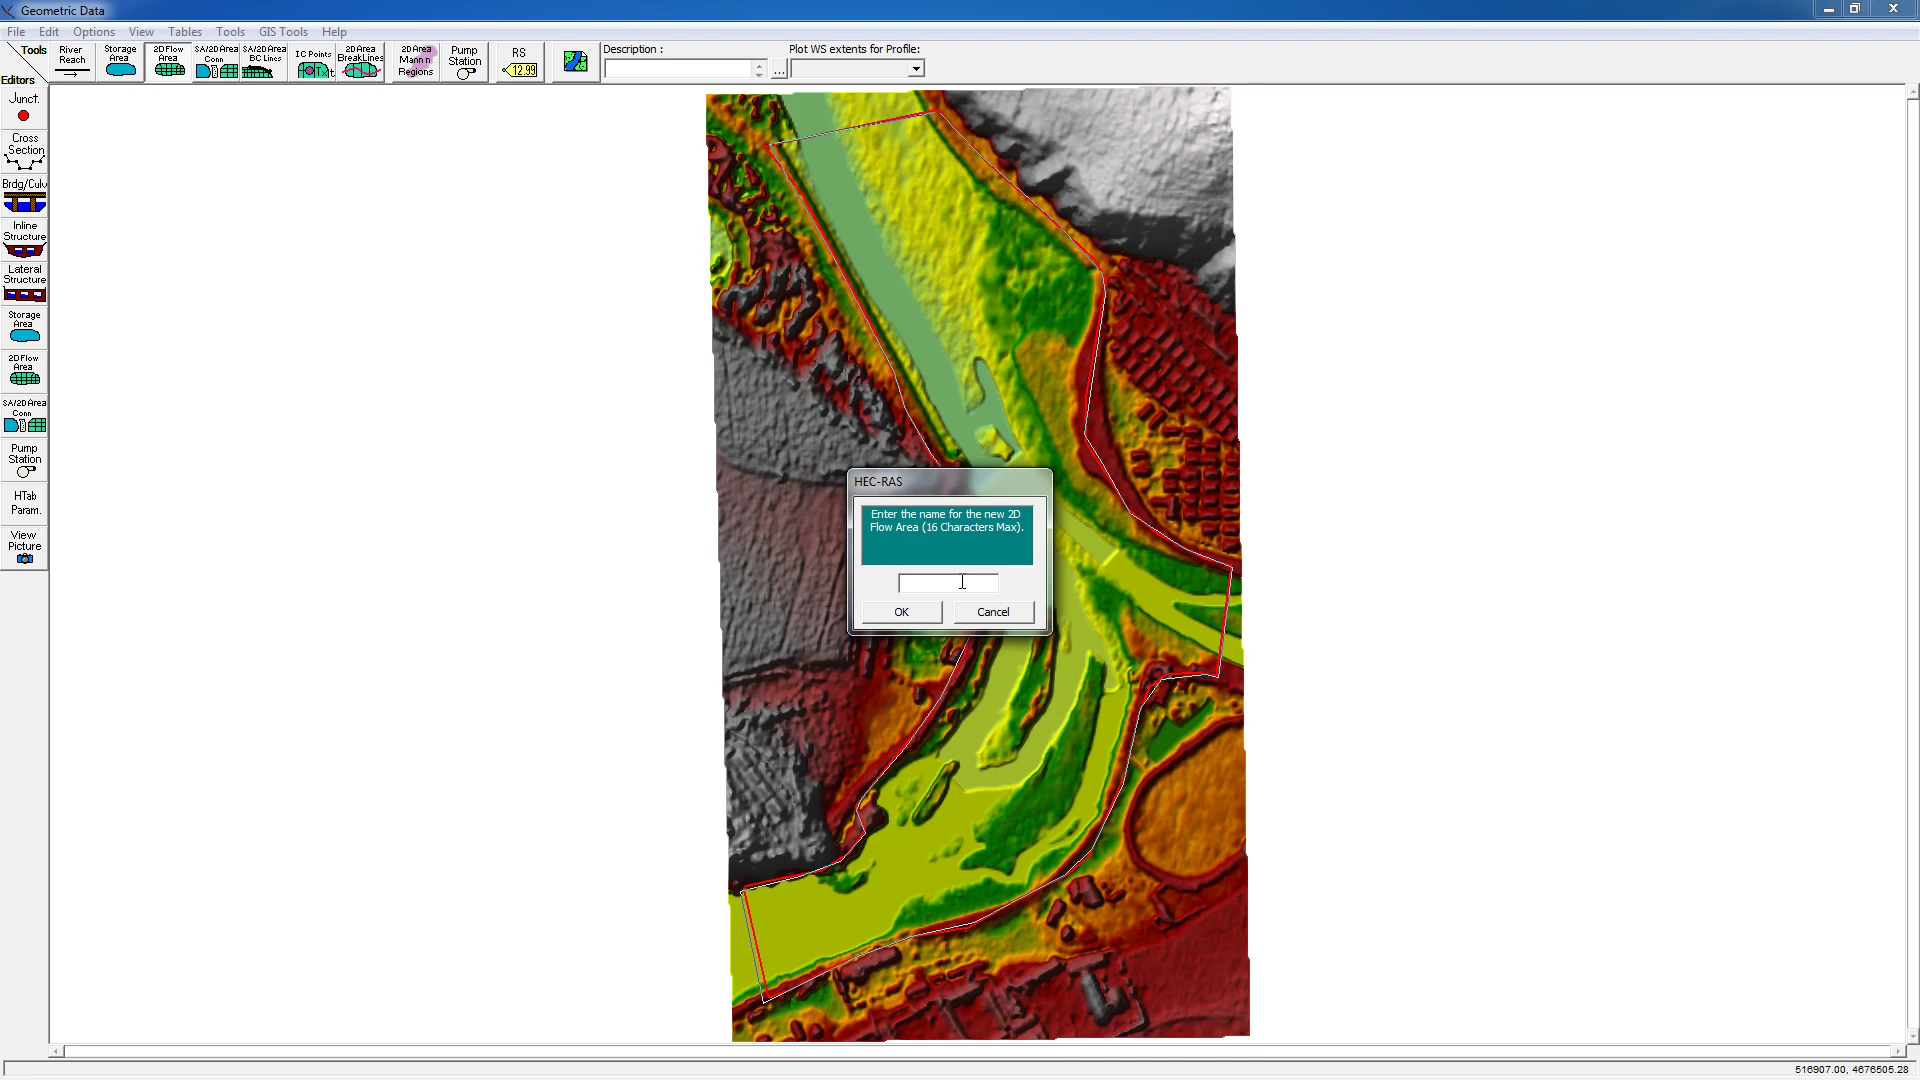 Geometric Data
File Edit Options View Tables Tools GIS Tools Help
Tools
Editors
River
Reach
Storage
Area
2D Flow
Area
SA/2D Area
Conn
SA/2D Area
BC Lines
IC Points
2D Area
BreakLines
2D Area
Mann n
Regions
Pump
Station
RS
12.99
Description :
...
Plot WS extents for Profile:
Junct.
Cross
Section
Brdg/Culv
Inline
Structure
Lateral
Structure
Storage
Area
2D Flow
Area
SA/2D Area
Conn
Pump
Station
HTab
Param.
View
Picture
HEC-RAS
Enter the name for the new 2D
Flow Area (16 Characters Max).
OK Cancel
516907.00, 4676505.28